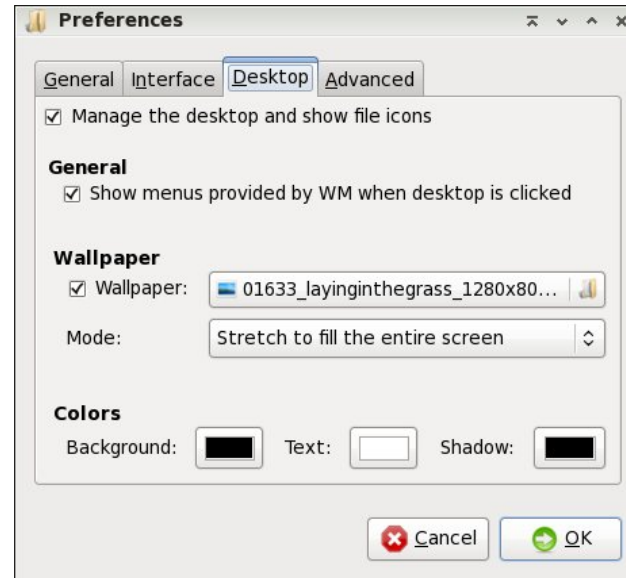 Preferences
General Interface Desktop Advanced
Manage the desktop and show file icons
General
Show menus provided by WM when desktop is clicked
Wallpaper
Wallpaper: 01633_layinginthegrass_1280x80...
Mode: Stretch to fill the entire screen
Colors
Background: Text: Shadow:
Cancel OK